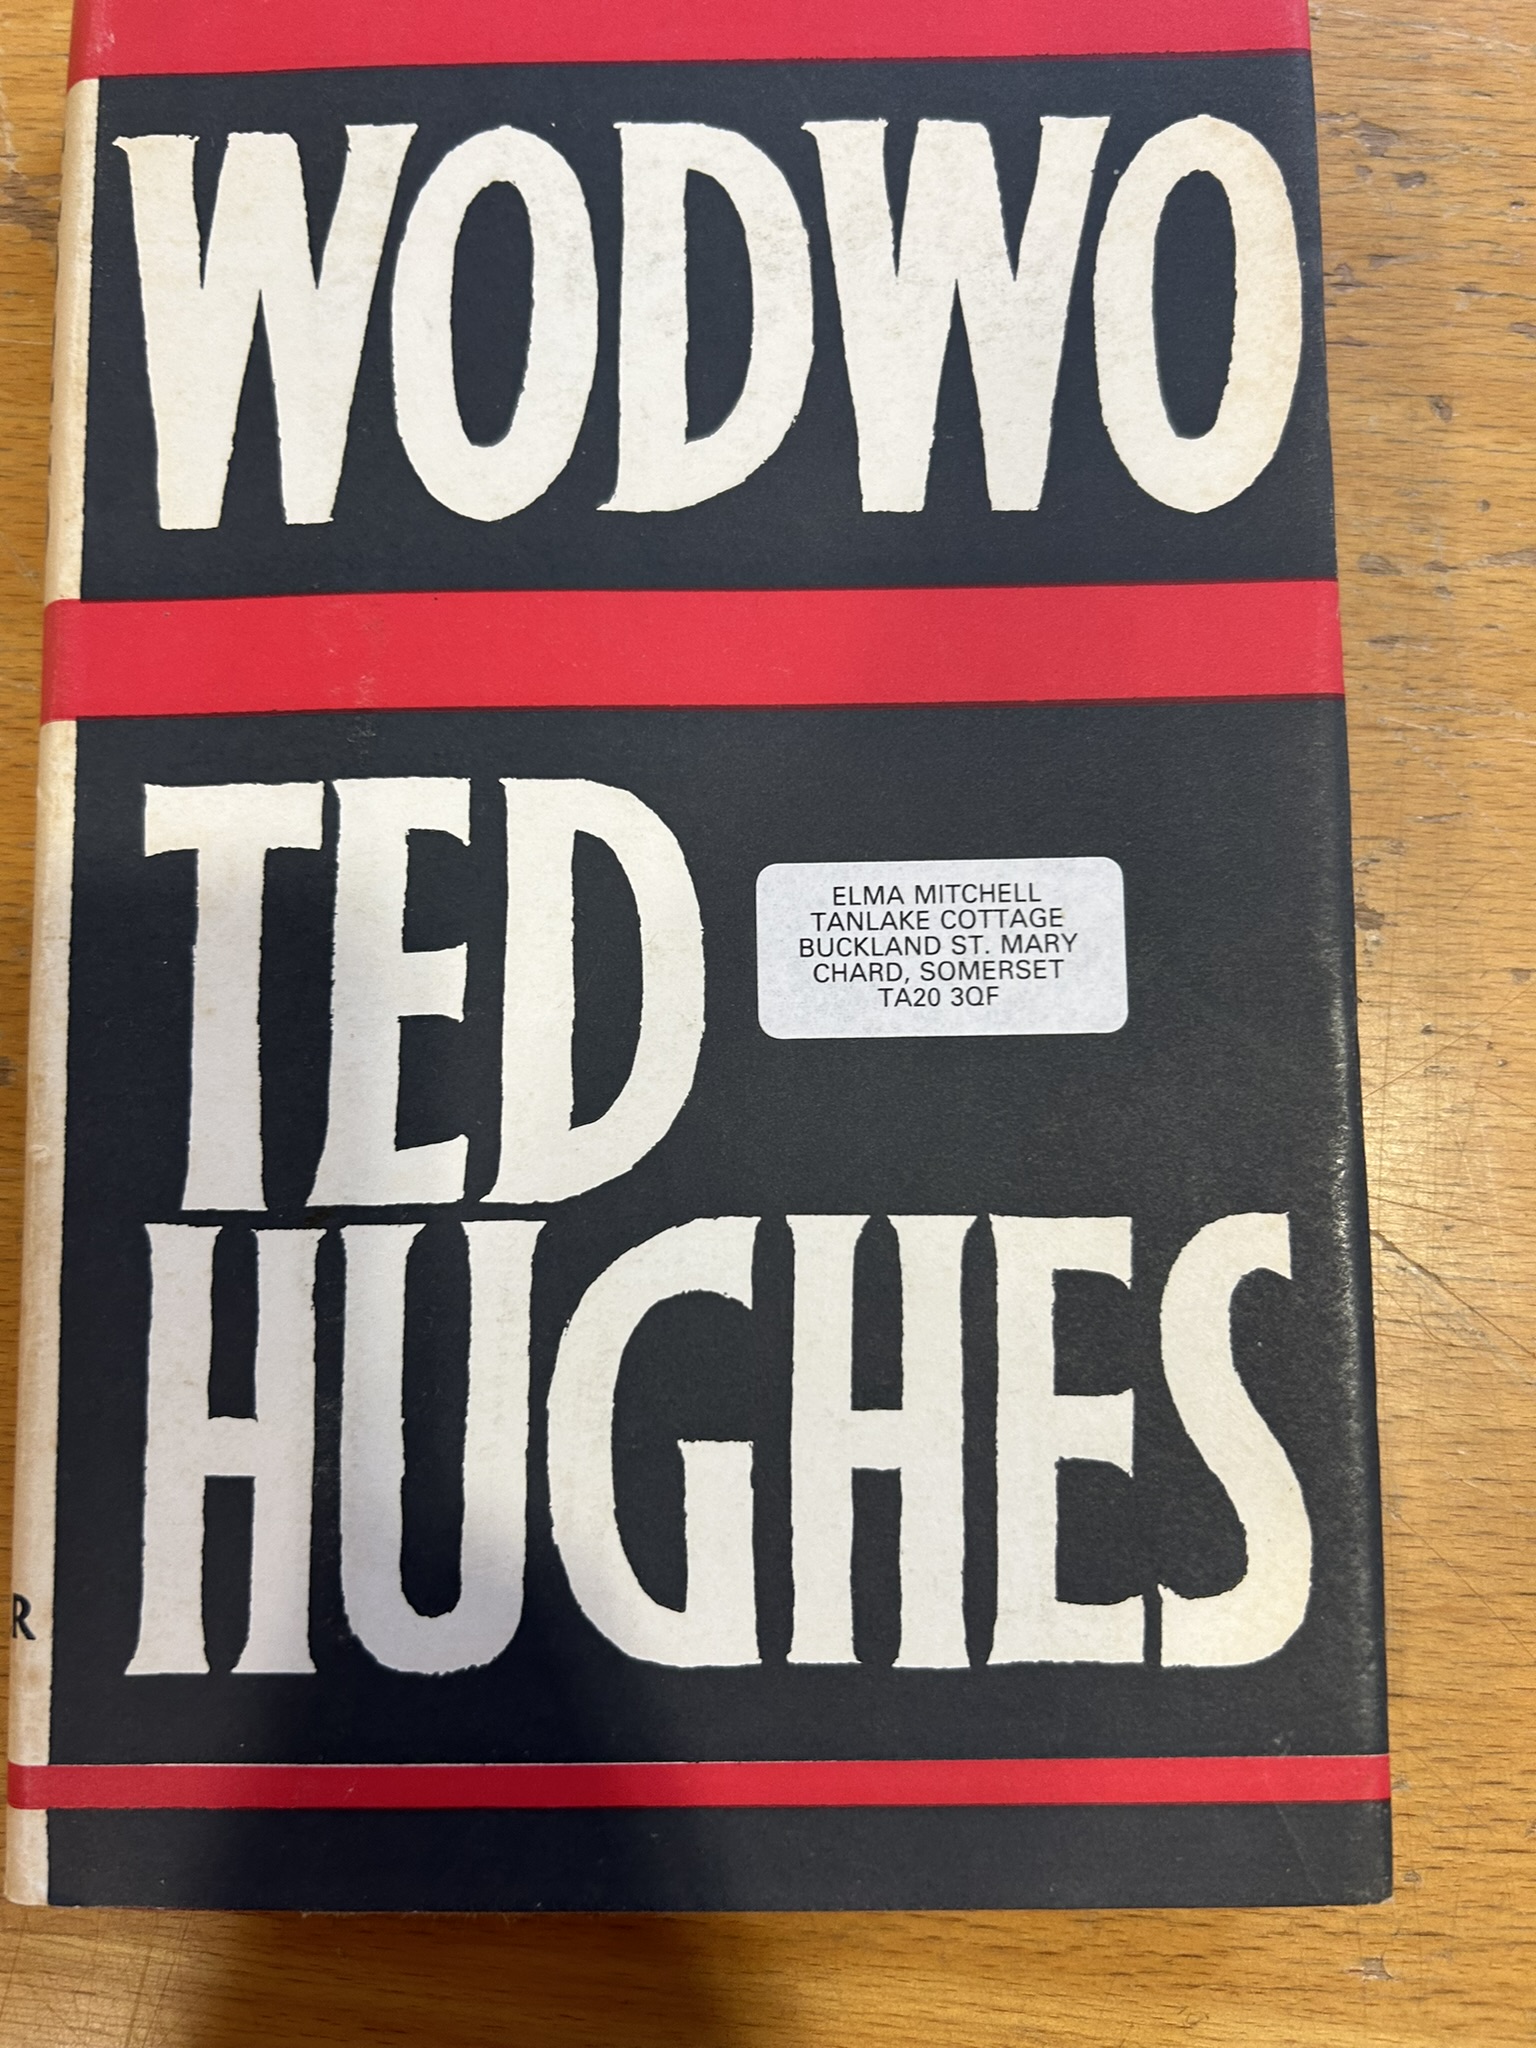 WODWO
TED
HUGHES
ELMA MITCHELL
TANLAKE COTTAGE
BUCKLAND ST. MARY
CHARD, SOMERSET
TA20 3QF
R